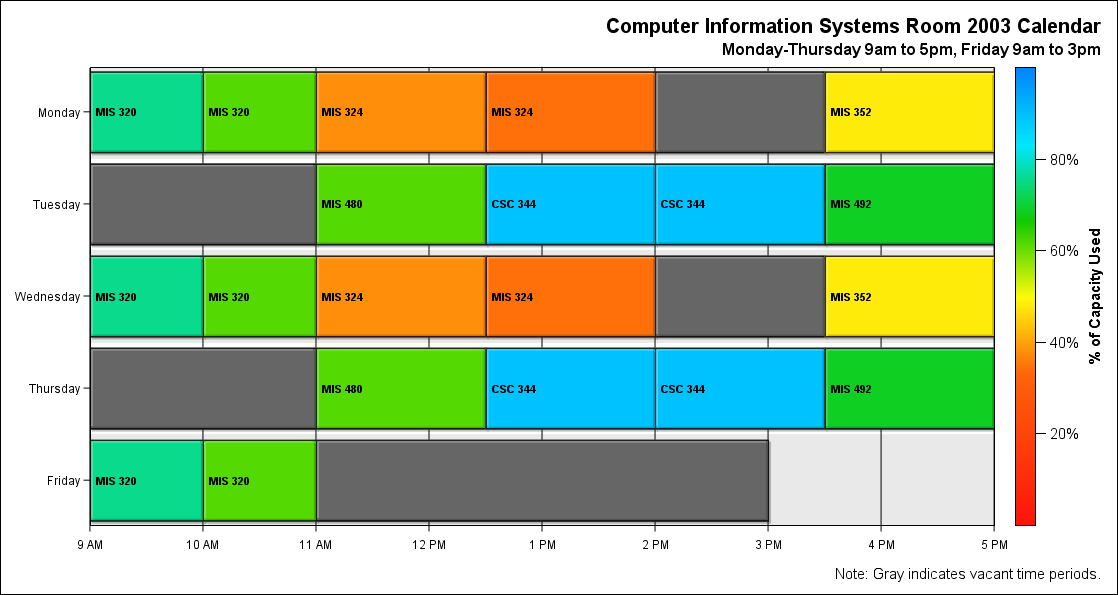 Computer Information Systems Room 2003 Calendar
Monday-Thursday 9am to 5pm, Friday 9am to 3pm
Monday MIS 320 MIS 320 MIS 324 MIS 324 MIS 352
Tuesday MIS 480 CSC 344 CSC 344 MIS 492
Wednesday MIS 320 MIS 320 MIS 324 MIS 324 MIS 352
Thursday MIS 480 CSC 344 CSC 344 MIS 492
Friday MIS 320 MIS 320
9 AM 10 AM 11 AM 12 PM 1 PM 2 PM 3 PM 4 PM 5 PM
80%
60%
40%
20%
% of Capacity Used
Note: Gray indicates vacant time periods.